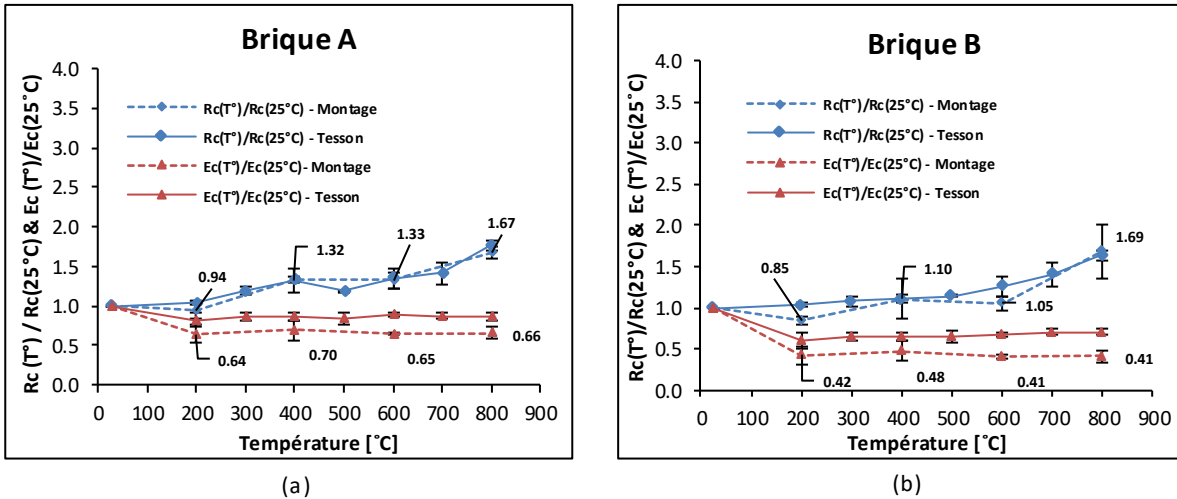 Brique A
Rc (T°) / Rc(25°C) & Ec (T°)/Ec(25°C)
4.0
3.5
3.0
2.5
2.0
1.5
1.0
0.5
0.0
Rc(T°)/Rc(25°C) - Montage
Rc(T°)/Rc(25°C) - Tesson
Ec(T°)/Ec(25°C) - Montage
Ec(T°)/Ec(25°C) - Tesson
0.94
1.32
1.33
1.67
0.64
0.70
0.65
0.66
0 100 200 300 400 500 600 700 800 900
Température [°C]
(a)
Brique B
Rc(T°)/Rc(25°C) & Ec (T°)/Ec(25°C)
4.0
3.5
3.0
2.5
2.0
1.5
1.0
0.5
0.0
Rc(T°)/Rc(25°C) - Montage
Rc(T°)/Rc(25°C) - Tesson
Ec(T°)/Ec(25°C) - Montage
Ec(T°)/Ec(25°C) - Tesson
0.85
1.10
1.05
1.69
0.42
0.48
0.41
0.41
0 100 200 300 400 500 600 700 800 900
Température [°C]
(b)